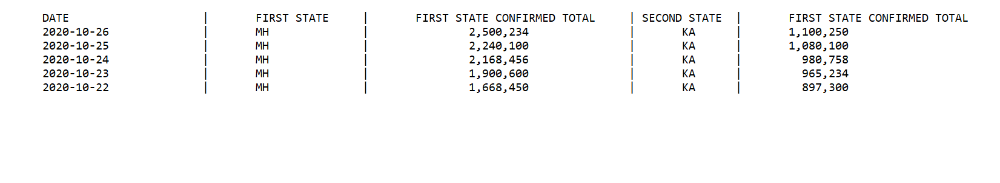 DATE | FIRST STATE | FIRST STATE CONFIRMED TOTAL | SECOND STATE | FIRST STATE CONFIRMED TOTAL
2020-10-26 | MH | 2,500,234 | KA | 1,100,250
2020-10-25 | MH | 2,240,100 | KA | 1,080,100
2020-10-24 | MH | 2,168,456 | KA | 980,758
2020-10-23 | MH | 1,900,600 | KA | 965,234
2020-10-22 | MH | 1,668,450 | KA | 897,300